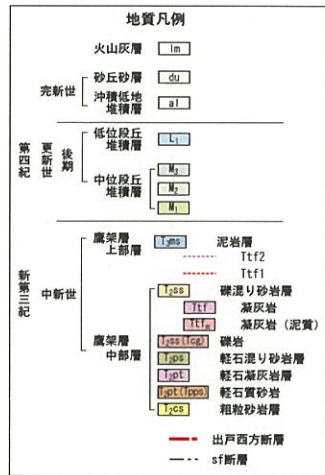 地質凡例
火山灰層 lm
完新世 砂丘砂層 du
沖積低地堆積層 al
第四紀 更新世 後期 低位段丘堆積層 L1
中位段丘堆積層 M3
M2
M1
新第三紀 中新世 鷹架層上部層 T3ms 泥岩層
Ttf2
Ttf1
鷹架層中部層 T2ss 礫混り砂岩層
Ttf 凝灰岩
Ttfm 凝灰岩（泥質）
T2ss(Tcg) 礫岩
T2ps 軽石混り砂岩層
T2pt 軽石凝灰岩層
T2pt(Tpps) 軽石質砂岩
T2cs 粗粒砂岩層
出戸西方断層
sf断層